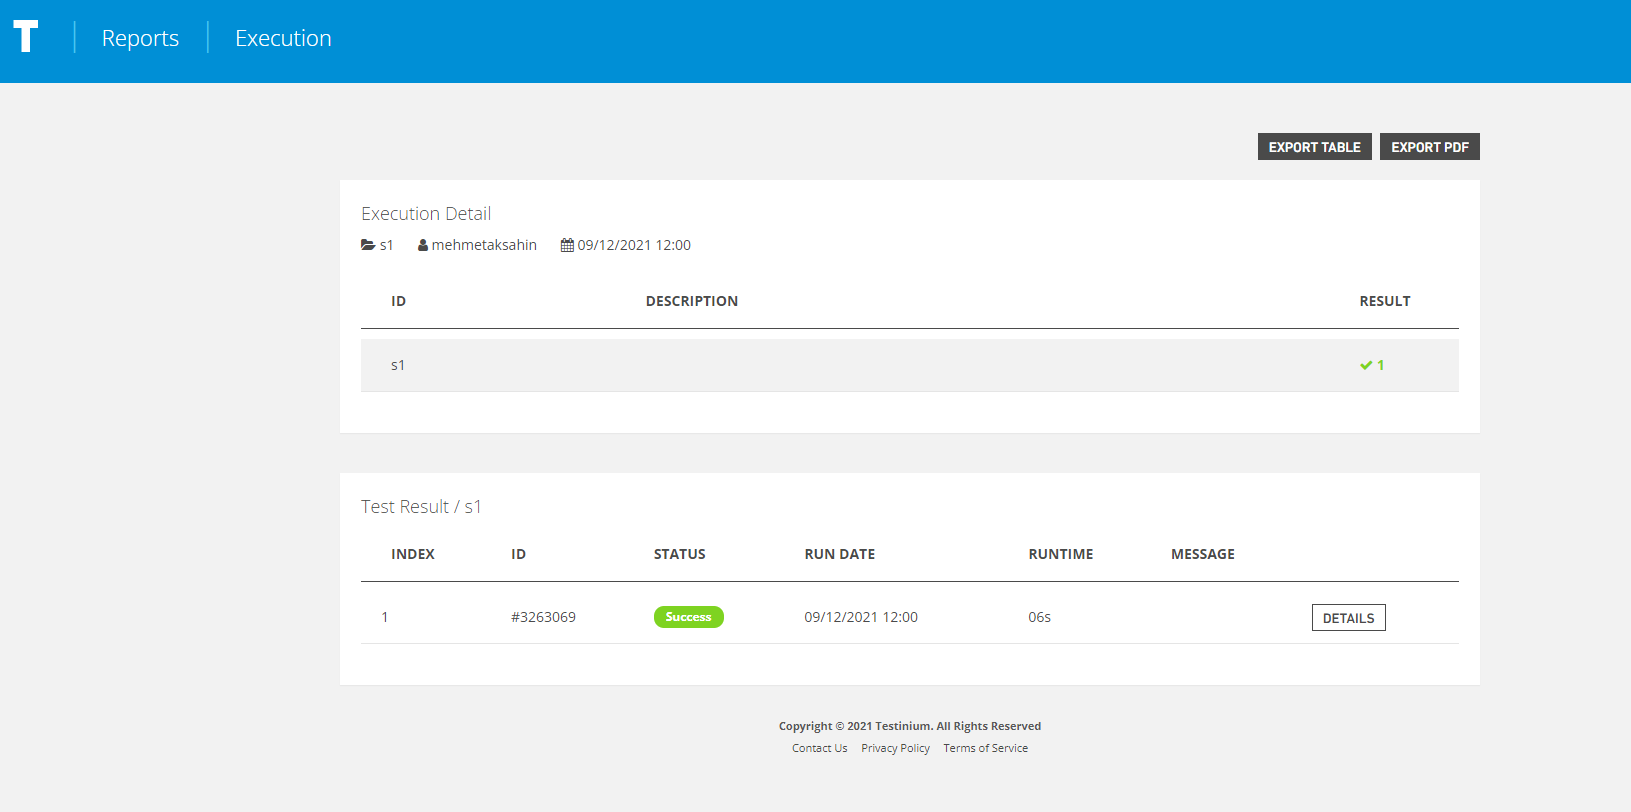 T Reports Execution
EXPORT TABLE EXPORT PDF
Execution Detail
s1 mehmetaksahin 09/12/2021 12:00
ID DESCRIPTION RESULT
s1 1
Test Result / s1
INDEX ID STATUS RUN DATE RUNTIME MESSAGE
1 #3263069 Success 09/12/2021 12:00 06s DETAILS
Copyright © 2021 Testinium. All Rights Reserved
Contact Us Privacy Policy Terms of Service